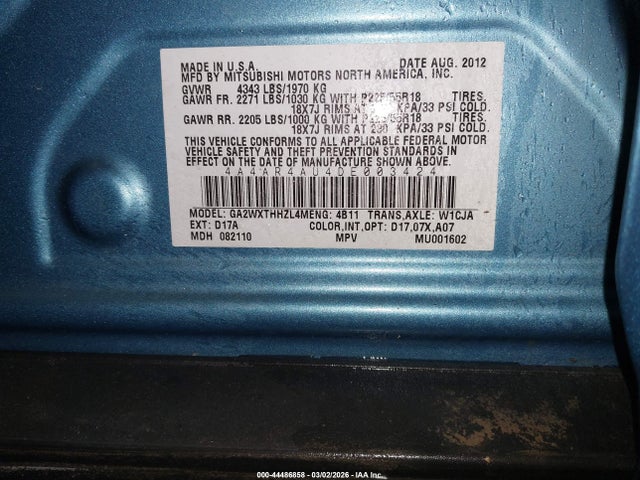 MADE IN U.S.A. DATE AUG. 2012
MFD BY MITSUBISHI MOTORS NORTH AMERICA, INC.
GVWR 4343 LBS/1970 KG
GAWR FR. 2271 LBS/1030 KG WITH P225/55R18 TIRES,
18X7J RIMS AT KPA/33 PSI COLD.
GAWR RR. 2205 LBS/1000 KG WITH P225/55R18 TIRES,
18X7J RIMS AT 230 KPA/33 PSI COLD.
THIS VEHICLE CONFORMS TO ALL APPLICABLE FEDERAL MOTOR
VEHICLE SAFETY AND THEFT PREVENTION STANDARDS IN
EFFECT ON THE DATE OF MANUFACTURE SHOWN ABOVE.
4A4AR4AU4DE003424
MODEL: GA2WXTHHZL4MENG: 4B11 TRANS,AXLE: W1CJA
EXT: D17A COLOR,INT,OPT: D17,07X,A07
MDH 082110 MPV MU001602
000-44486858 - 03/02/2026 - IAA Inc.